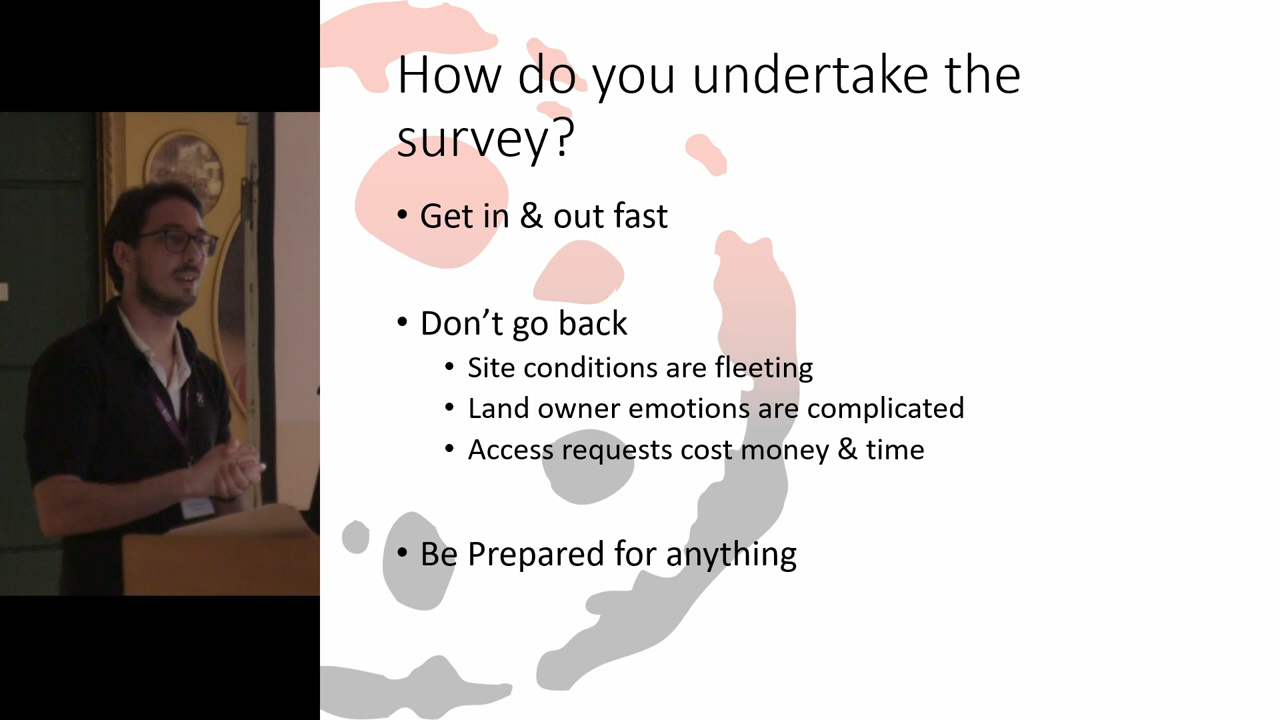 How do you undertake the
survey?
• Get in & out fast
• Don’t go back
• Site conditions are fleeting
• Land owner emotions are complicated
• Access requests cost money & time
• Be Prepared for anything